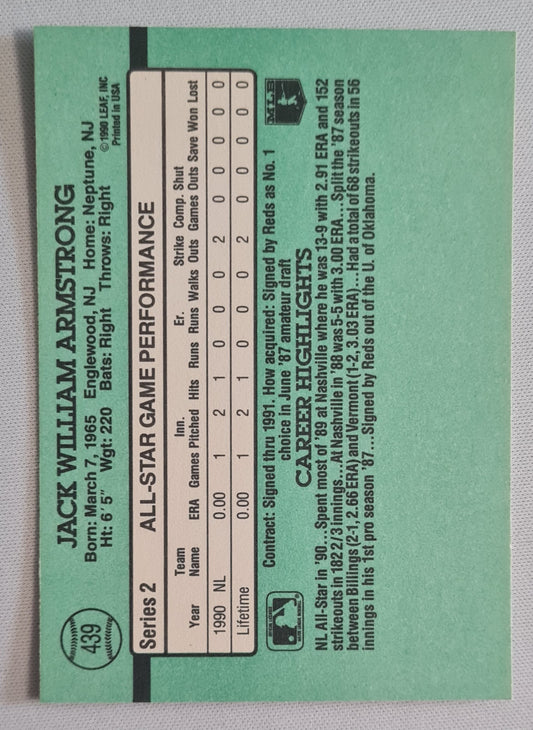 439
JACK WILLIAM ARMSTRONG
Born: March 7, 1965 Englewood, NJ Home: Neptune, NJ
Ht: 6' 5" Wgt: 220 Bats: Right Throws: Right
©1990 LEAF, INC
Printed in USA
Series 2 ALL-STAR GAME PERFORMANCE
Team Inn. Er. Strike Comp. Shut
Year Name ERA Games Pitched Hits Runs Runs Walks Outs Games Outs Save Won Lost
1990 NL 0.00 1 2 1 0 0 0 2 0 0 0 0 0
Lifetime 0.00 1 2 1 0 0 0 2 0 0 0 0 0
Contract: Signed thru 1991. How acquired: Signed by Reds as No. 1
choice in June '87 amateur draft
MLB
CAREER HIGHLIGHTS
NL All-Star in '90...Spent most of '89 at Nashville where he was 13-9 with 2.91 ERA and 152
strikeouts in 182 2/3 innings...At Nashville in '88 was 5-5 with 3.00 ERA...Split the '87 season
between Billings (2-1, 2.66 ERA) and Vermont (1-2, 3.03 ERA)...Had a total of 68 strikeouts in 56
innings in his 1st pro season '87...Signed by Reds out of the U. of Oklahoma.